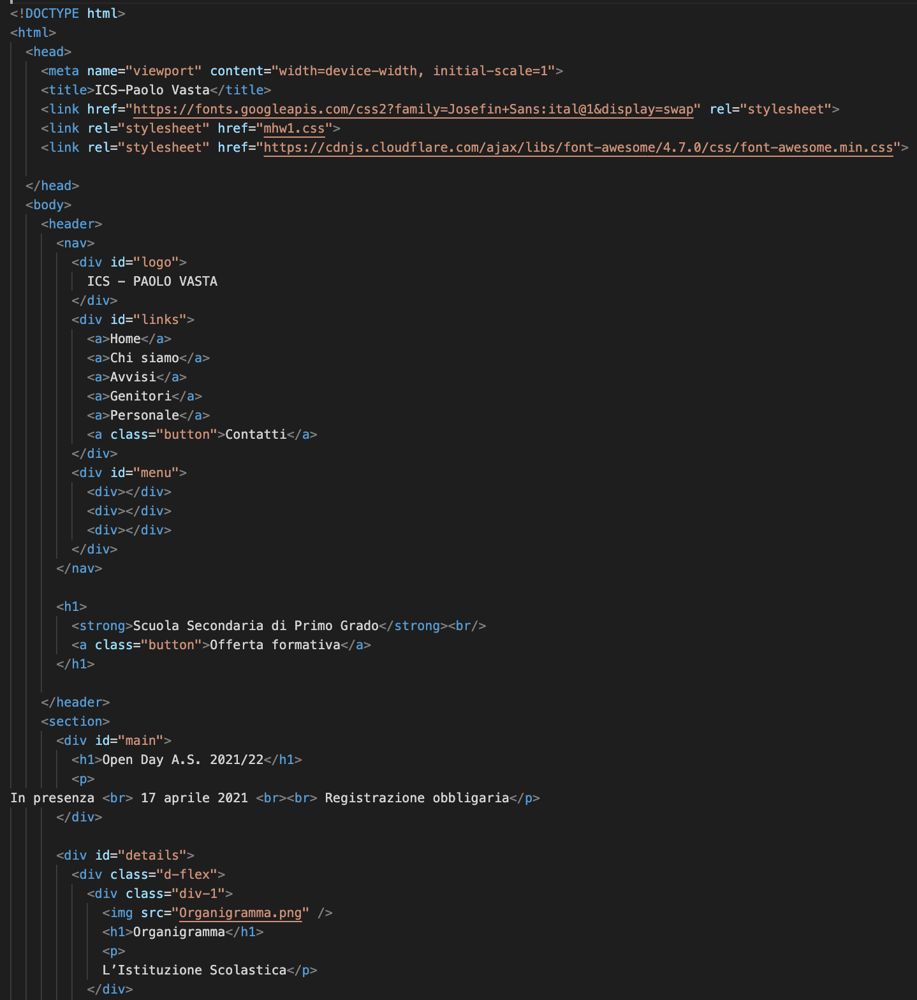 <!DOCTYPE html>
<html>
<head>
<meta name="viewport" content="width=device-width, initial-scale=1">
<title>ICS-Paolo Vasta</title>
<link href="https://fonts.googleapis.com/css2?family=Josefin+Sans:ital@1&display=swap" rel="stylesheet">
<link rel="stylesheet" href="mhw1.css">
<link rel="stylesheet" href="https://cdnjs.cloudflare.com/ajax/libs/font-awesome/4.7.0/css/font-awesome.min.css">
</head>
<body>
<header>
<nav>
<div id="logo">
ICS - PAOLO VASTA
</div>
<div id="links">
<a>Home</a>
<a>Chi siamo</a>
<a>Avvisi</a>
<a>Genitori</a>
<a>Personale</a>
<a class="button">Contatti</a>
</div>
<div id="menu">
<div></div>
<div></div>
<div></div>
</div>
</nav>
<h1>
<strong>Scuola Secondaria di Primo Grado</strong><br/>
<a class="button">Offerta formativa</a>
</h1>
</header>
<section>
<div id="main">
<h1>Open Day A.S. 2021/22</h1>
<p>
In presenza <br> 17 aprile 2021 <br><br> Registrazione obbligaria</p>
</div>
<div id="details">
<div class="d-flex">
<div class="div-1">
<img src="Organigramma.png" />
<h1>Organigramma</h1>
<p>
L’Istituzione Scolastica</p>
</div>